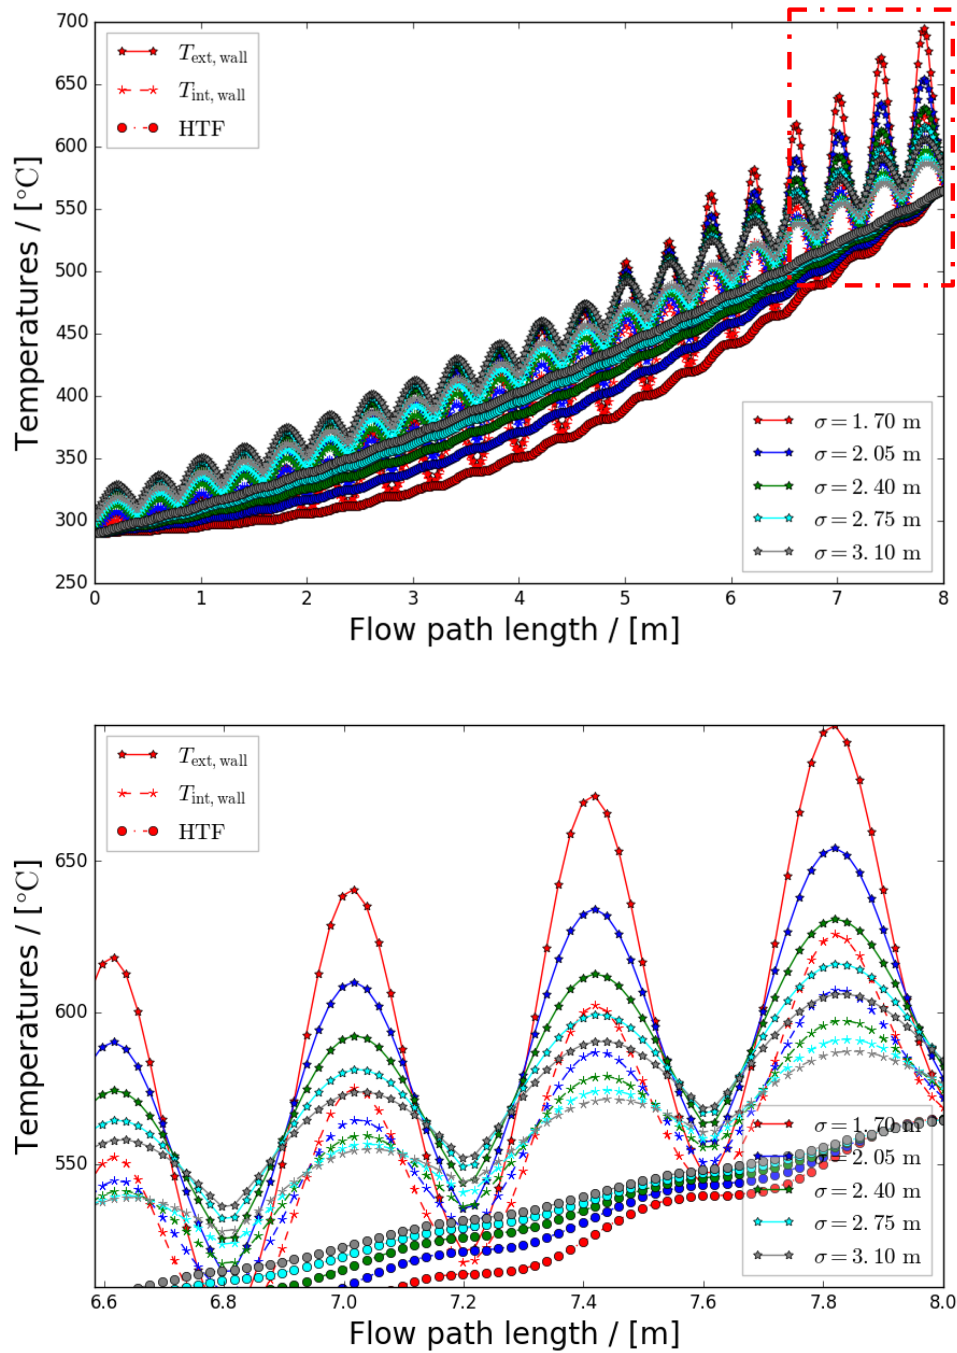 700
650
600
550
500
450
400
350
300
250
Temperatures / [°C]
T_ext, wall
T_int, wall
HTF
σ = 1.70 m
σ = 2.05 m
σ = 2.40 m
σ = 2.75 m
σ = 3.10 m
0 1 2 3 4 5 6 7 8
Flow path length / [m]
650
600
550
Temperatures / [°C]
T_ext, wall
T_int, wall
HTF
σ = 1.70 m
σ = 2.05 m
σ = 2.40 m
σ = 2.75 m
σ = 3.10 m
6.6 6.8 7.0 7.2 7.4 7.6 7.8 8.0
Flow path length / [m]